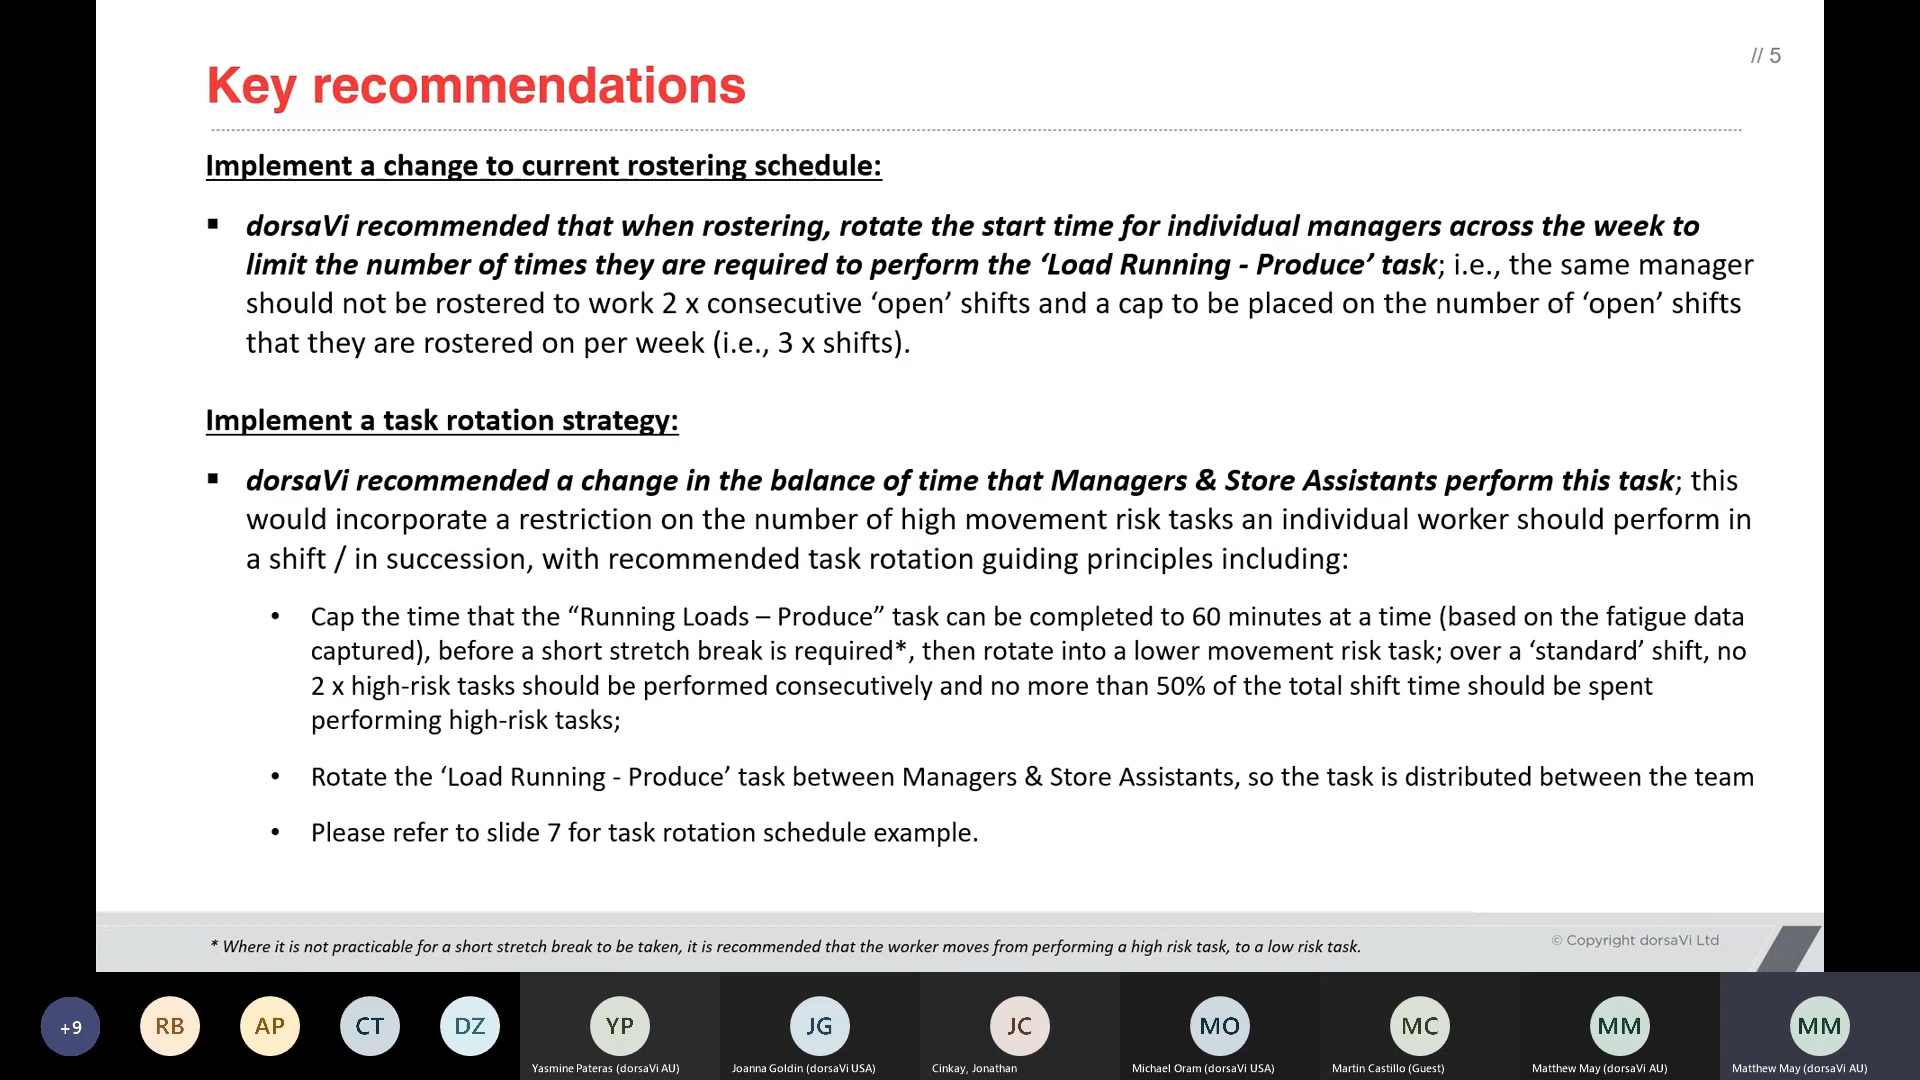 // 5
Key recommendations
Implement a change to current rostering schedule:
▪ dorsaVi recommended that when rostering, rotate the start time for individual managers across the week to
limit the number of times they are required to perform the ‘Load Running - Produce’ task; i.e., the same manager
should not be rostered to work 2 x consecutive ‘open’ shifts and a cap to be placed on the number of ‘open’ shifts
that they are rostered on per week (i.e., 3 x shifts).
Implement a task rotation strategy:
▪ dorsaVi recommended a change in the balance of time that Managers & Store Assistants perform this task; this
would incorporate a restriction on the number of high movement risk tasks an individual worker should perform in
a shift / in succession, with recommended task rotation guiding principles including:
• Cap the time that the “Running Loads – Produce” task can be completed to 60 minutes at a time (based on the fatigue data
captured), before a short stretch break is required*, then rotate into a lower movement risk task; over a ‘standard’ shift, no
2 x high-risk tasks should be performed consecutively and no more than 50% of the total shift time should be spent
performing high-risk tasks;
• Rotate the ‘Load Running - Produce’ task between Managers & Store Assistants, so the task is distributed between the team
• Please refer to slide 7 for task rotation schedule example.
* Where it is not practicable for a short stretch break to be taken, it is recommended that the worker moves from performing a high risk task, to a low risk task.
© Copyright dorsaVi Ltd
+9 RB AP CT DZ YP JG JC MO MC MM MM
Yasmine Pateras (dorsaVi AU) Joanna Goldin (dorsaVi USA) Cinkay, Jonathan Michael Oram (dorsaVi USA) Martin Castillo (Guest) Matthew May (dorsaVi AU) Matthew May (dorsaVi AU)